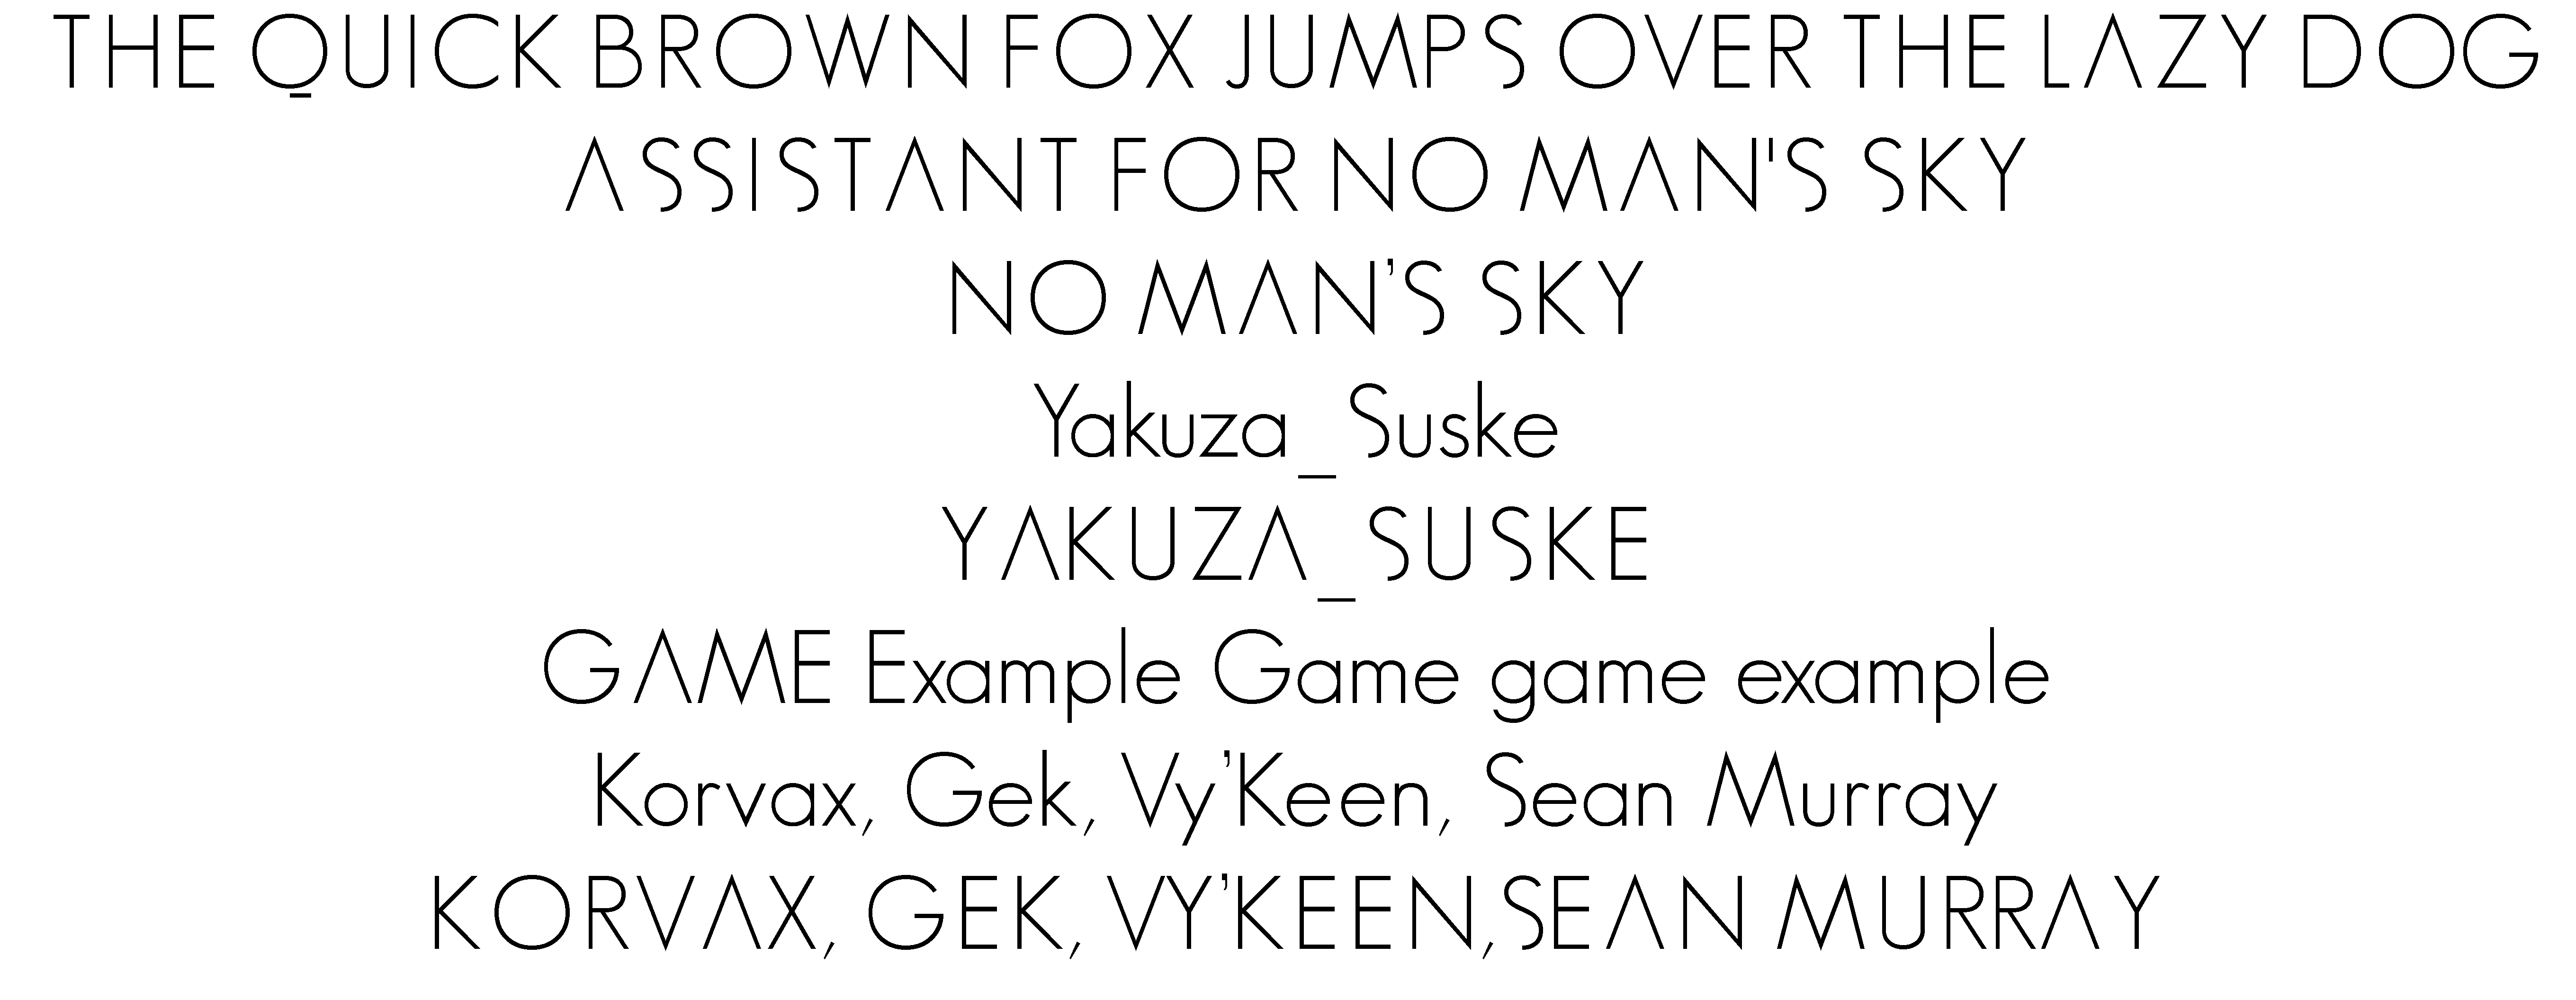 THE QUICK BROWN FOX JUMPS OVER THE LAZY DOG
ASSISTANT FOR NO MAN'S SKY
NO MAN’S SKY
Yakuza_Suske
YAKUZA_SUSKE
GAME Example Game game example
Korvax, Gek, Vy’Keen, Sean Murray
KORVAX, GEK, VY’KEEN,SEAN MURRAY